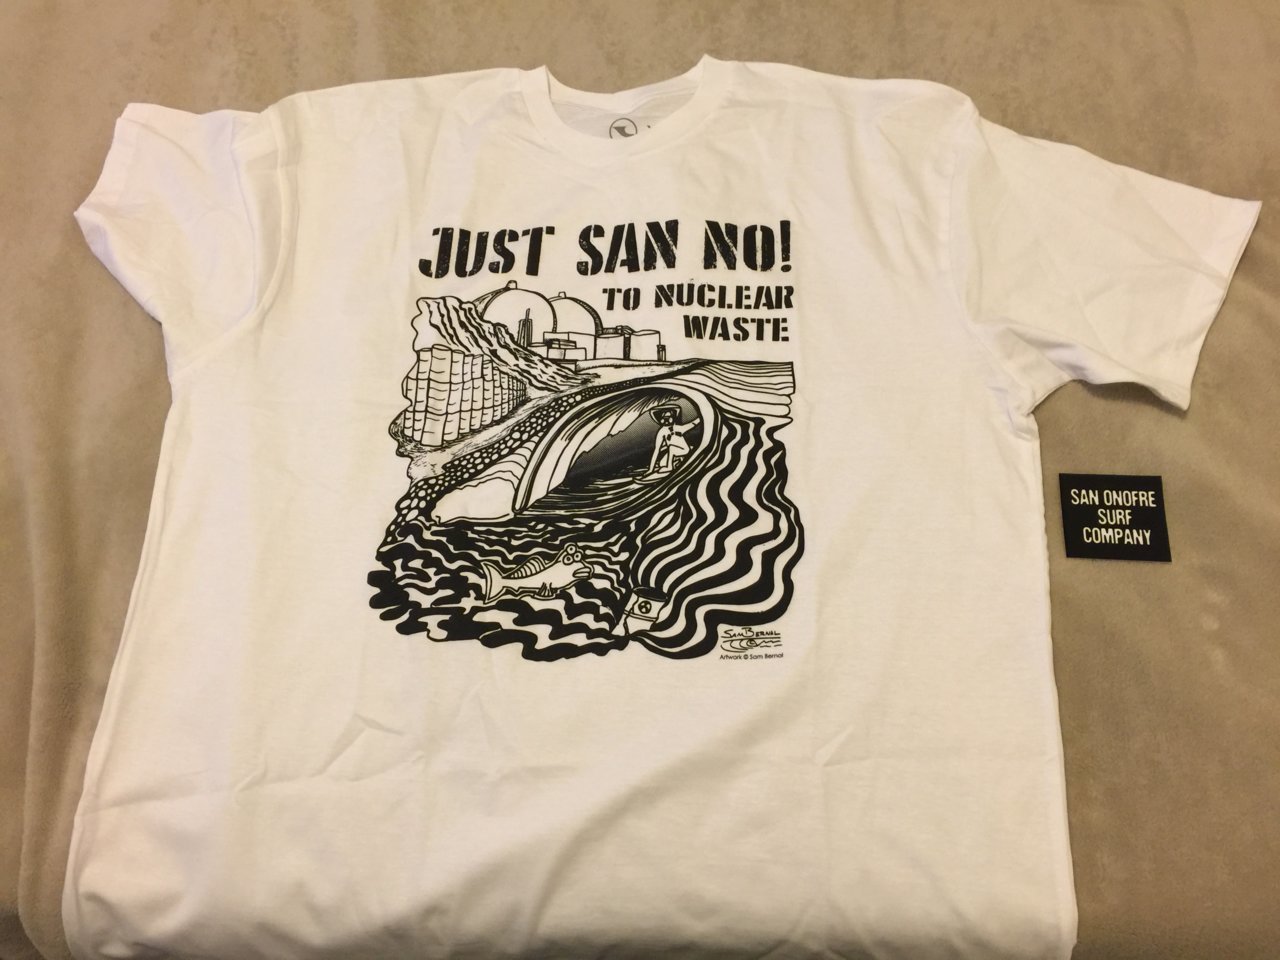 JUST SAN NO!
TO NUCLEAR
WASTE
SAN ONOFRE
SURF
COMPANY
SAM BERNAL
Artwork © Sam Bernal